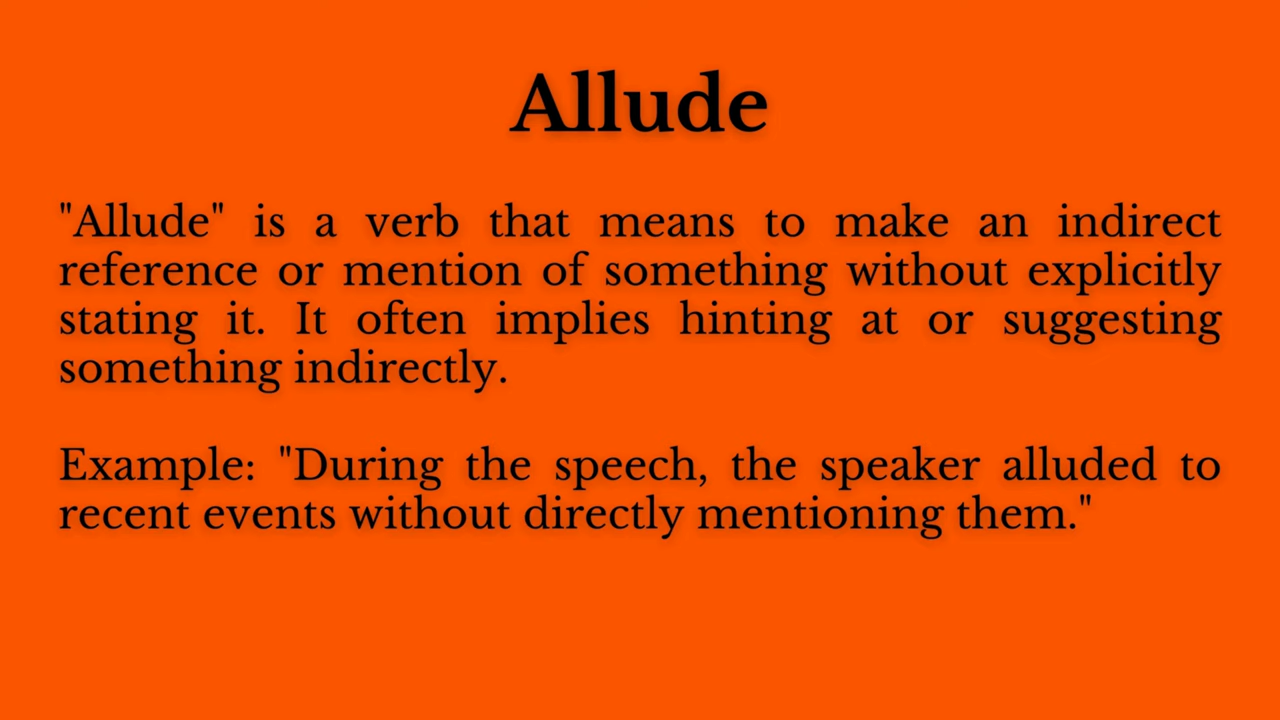 Allude
"Allude" is a verb that means to make an indirect
reference or mention of something without explicitly
stating it. It often implies hinting at or suggesting
something indirectly.
Example: "During the speech, the speaker alluded to
recent events without directly mentioning them."